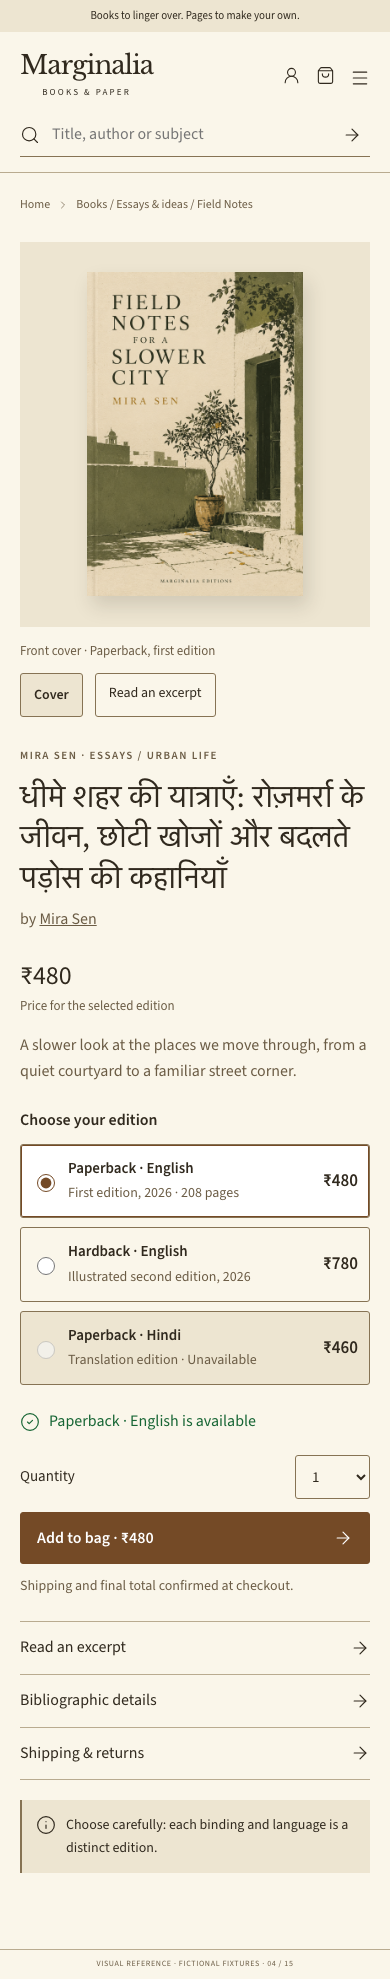 Books to linger over. Pages to make your own.
Marginalia
BOOKS & PAPER
Title, author or subject
Home > Books / Essays & ideas / Field Notes
FIELD
NOTES
FOR A
SLOWER
CITY
MIRA SEN
MARGINALIA EDITIONS
Front cover · Paperback, first edition
Cover
Read an excerpt
MIRA SEN · ESSAYS / URBAN LIFE
धीमे शहर की यात्राएँ: रोज़मर्रा के
जीवन, छोटी खोजों और बदलते
पड़ोस की कहानियाँ
by Mira Sen
₹480
Price for the selected edition
A slower look at the places we move through, from a
quiet courtyard to a familiar street corner.
Choose your edition
Paperback · English
₹480
First edition, 2026 · 208 pages
Hardback · English
₹780
Illustrated second edition, 2026
Paperback · Hindi
₹460
Translation edition · Unavailable
Paperback · English is available
Quantity
1
Add to bag · ₹480
Shipping and final total confirmed at checkout.
Read an excerpt
Bibliographic details
Shipping & returns
Choose carefully: each binding and language is a
distinct edition.
VISUAL REFERENCE · FICTIONAL FIXTURES · 04 / 15